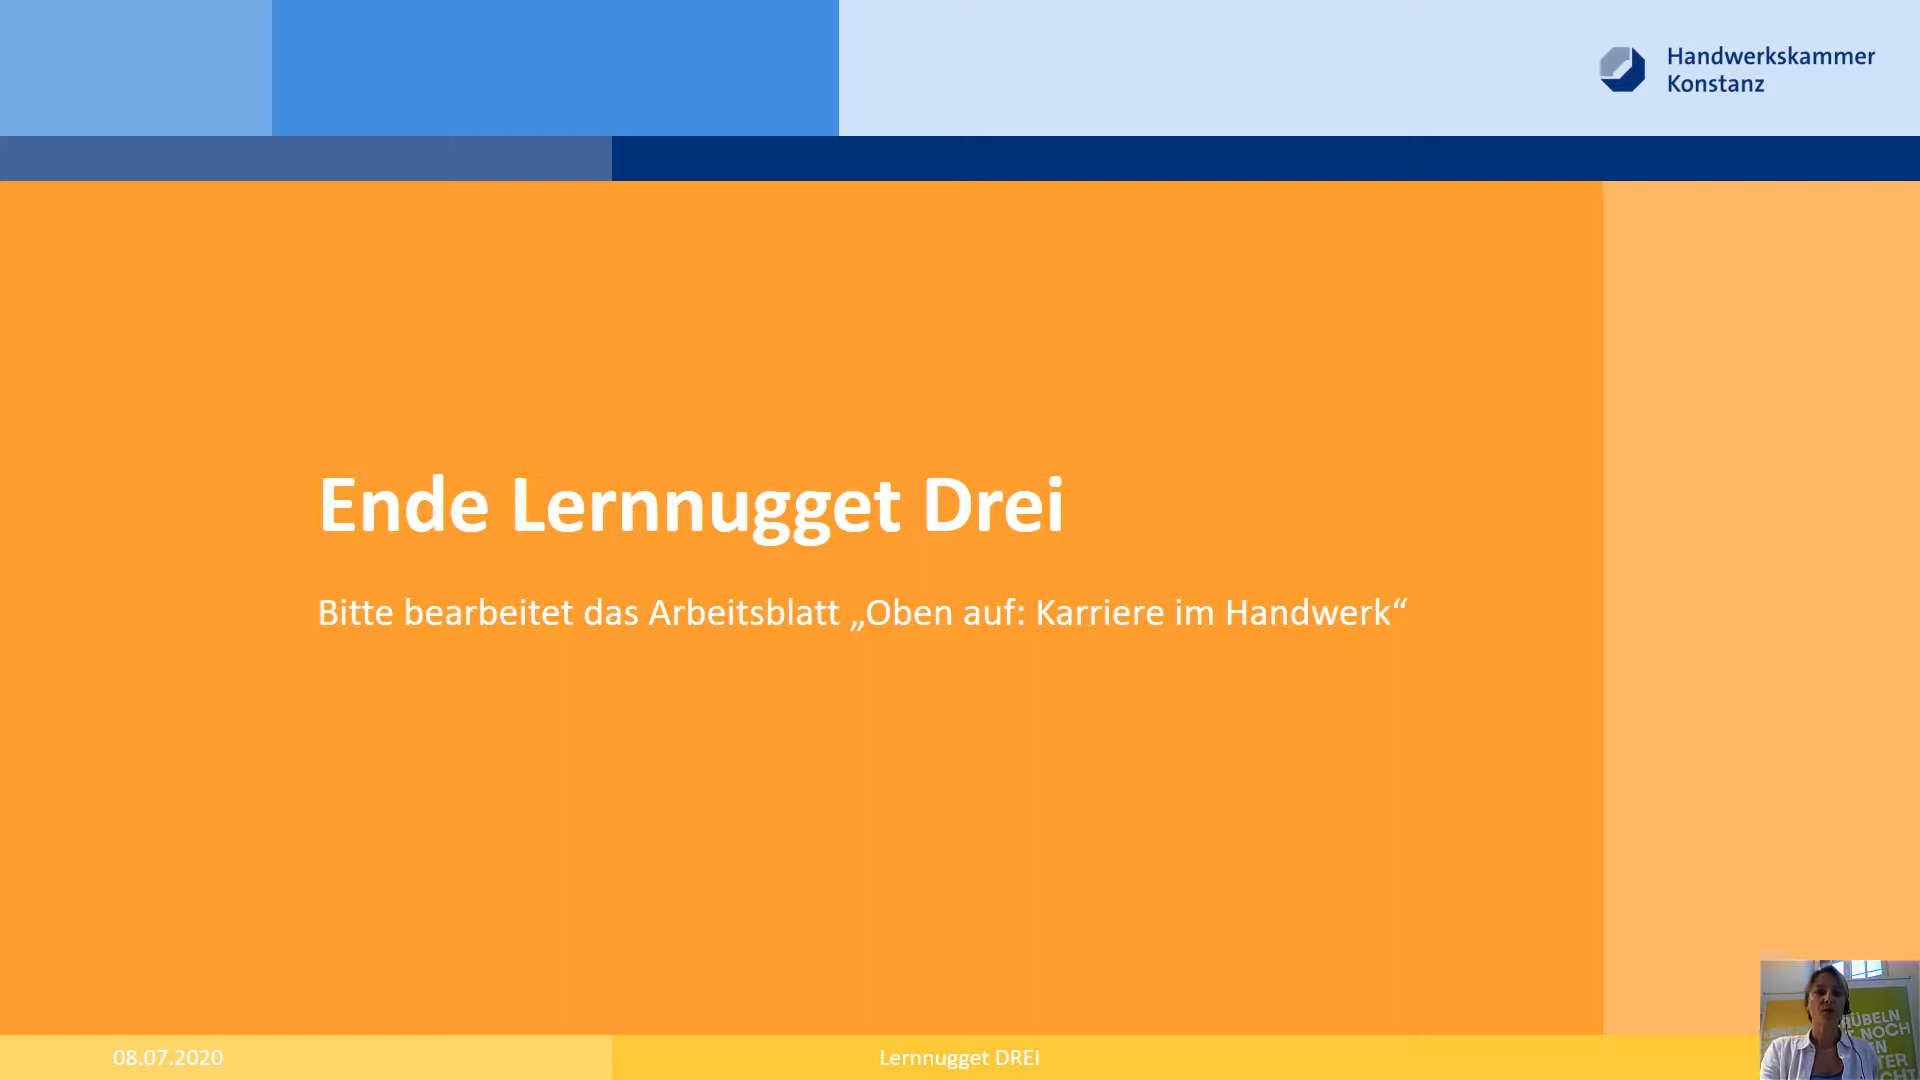 Handwerkskammer
Konstanz
Ende Lernnugget Drei
Bitte bearbeitet das Arbeitsblatt „Oben auf: Karriere im Handwerk“
08.07.2020
Lernnugget DREI
NOCH